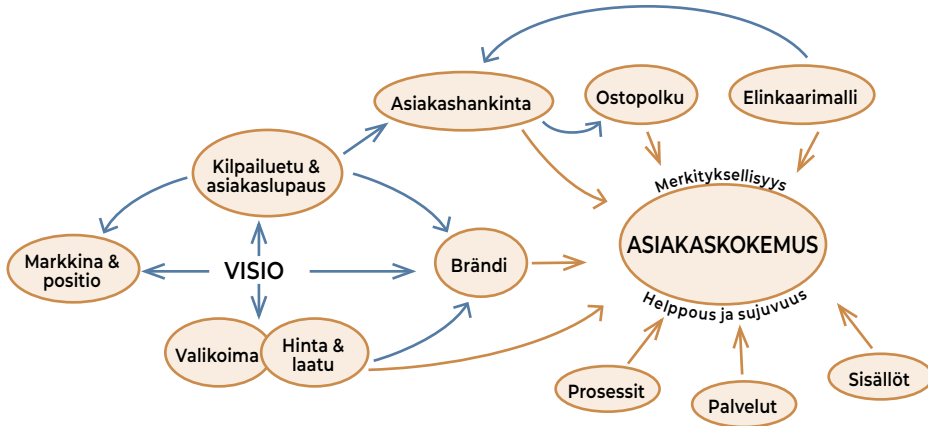 Asiakashankinta
Ostopolku
Elinkaarimalli
Kilpailuetu &
asiakaslupaus
Merkityksellisyys
ASIAKASKOKEMUS
Helppous ja sujuvuus
Markkina &
positio
VISIO
Brändi
Valikoima
Hinta &
laatu
Prosessit
Palvelut
Sisällöt